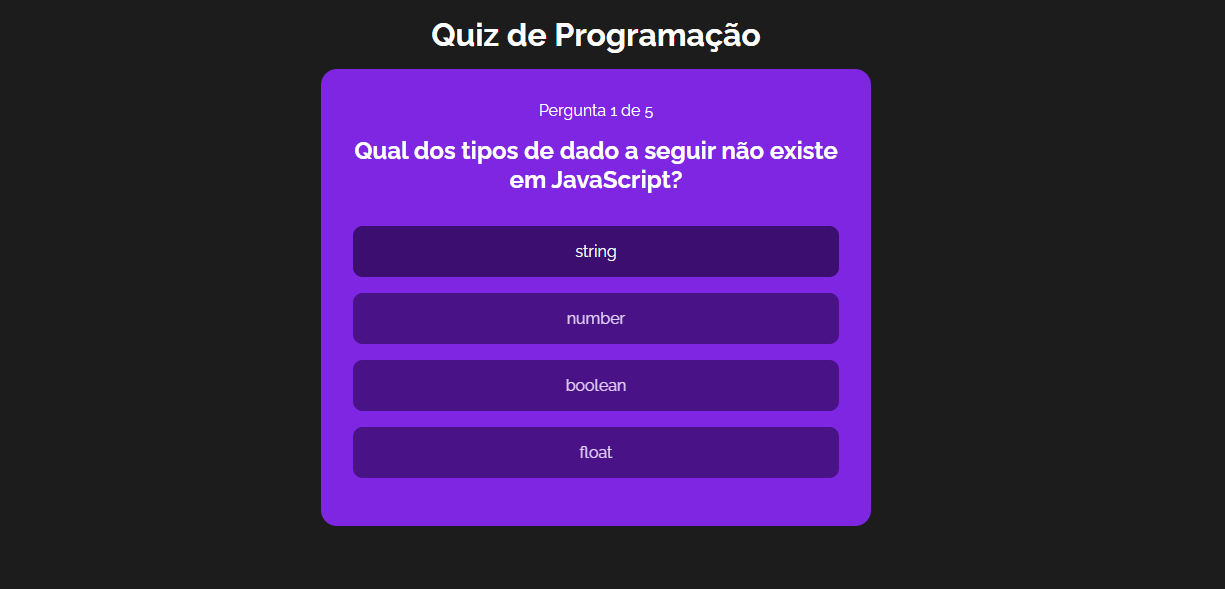 Quiz de Programação
Pergunta 1 de 5
Qual dos tipos de dado a seguir não existe
em JavaScript?
string
number
boolean
float